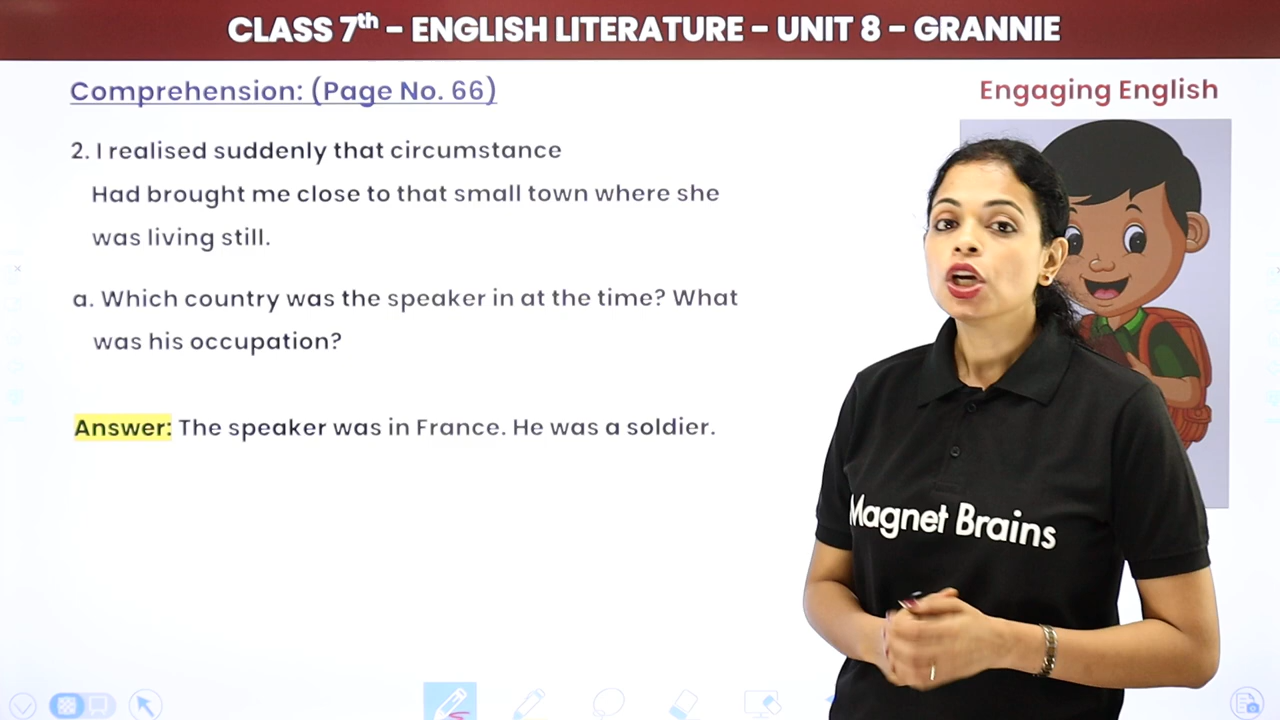 CLASS 7th - ENGLISH LITERATURE - UNIT 8 - GRANNIE
Comprehension: (Page No. 66)
Engaging English
2. I realised suddenly that circumstance
Had brought me close to that small town where she
was living still.
a. Which country was the speaker in at the time? What
was his occupation?
Answer: The speaker was in France. He was a soldier.
Magnet Brains